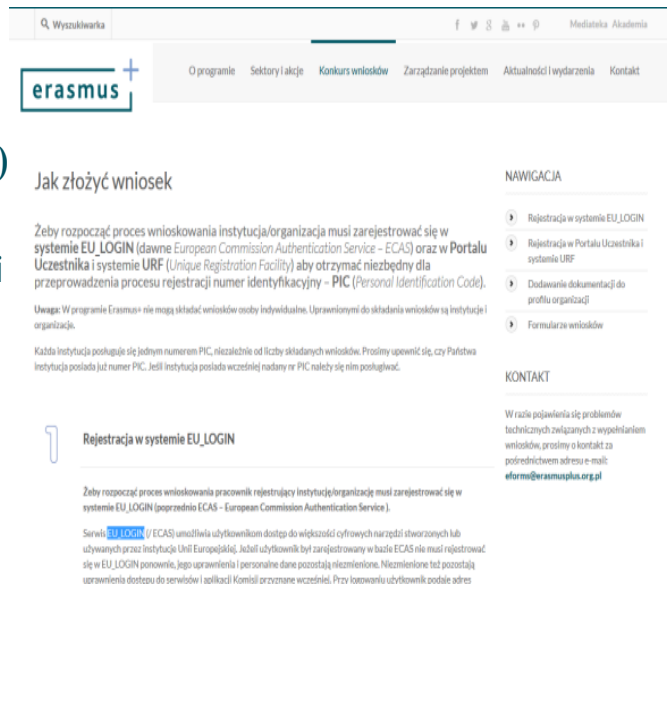 Wyszukiwarka
Mediateka Akademia
erasmus+
O programie Sektory i akcje Konkurs wniosków Zarządzanie projektem Aktualności i wydarzenia Kontakt
)
i
Jak złożyć wniosek
Żeby rozpocząć proces wnioskowania instytucja/organizacja musi zarejestrować się w
systemie EU_LOGIN (dawne European Commission Authentication Service – ECAS) oraz w Portalu
Uczestnika i systemie URF (Unique Registration Facility) aby otrzymać niezbędny dla
przeprowadzenia procesu rejestracji numer identyfikacyjny – PIC (Personal Identification Code).
Uwaga: W programie Erasmus+ nie mogą składać wniosków osoby indywidualne. Uprawnionymi do składania wniosków są instytucje i
organizacje.
Każda instytucja posługuje się jednym numerem PIC, niezależnie od liczby składanych wniosków. Prosimy upewnić się, czy Państwa
instytucja posiada już numer PIC. Jeśli instytucja posiada wcześniej nadany nr PIC należy się nim posługiwać.
1
Rejestracja w systemie EU_LOGIN
Żeby rozpocząć proces wnioskowania pracownik rejestrujący instytucję/organizację musi zarejestrować się w
systemie EU_LOGIN (poprzednio ECAS – European Commission Authentication Service ).
Serwis EU_LOGIN (/ ECAS) umożliwia użytkownikom dostęp do większości cyfrowych narzędzi stworzonych lub
używanych przez instytucje Unii Europejskiej. Jeżeli użytkownik był zarejestrowany w bazie ECAS nie musi rejestrować
się w EU_LOGIN ponownie, jego uprawnienia i personalne dane pozostają niezmienione. Niezmienione też pozostają
uprawnienia dostępu do serwisów i aplikacji Komisji przyznane wcześniej. Przy logowaniu użytkownik podaje adres
NAWIGACJA
Rejestracja w systemie EU_LOGIN
Rejestracja w Portalu Uczestnika i
systemie URF
Dodawanie dokumentacji do
profilu organizacji
Formularze wniosków
KONTAKT
W razie pojawienia się problemów
technicznych związanych z wypełnianiem
wniosków, prosimy o kontakt za
pośrednictwem adresu e-mail:
eforms@erasmusplus.org.pl